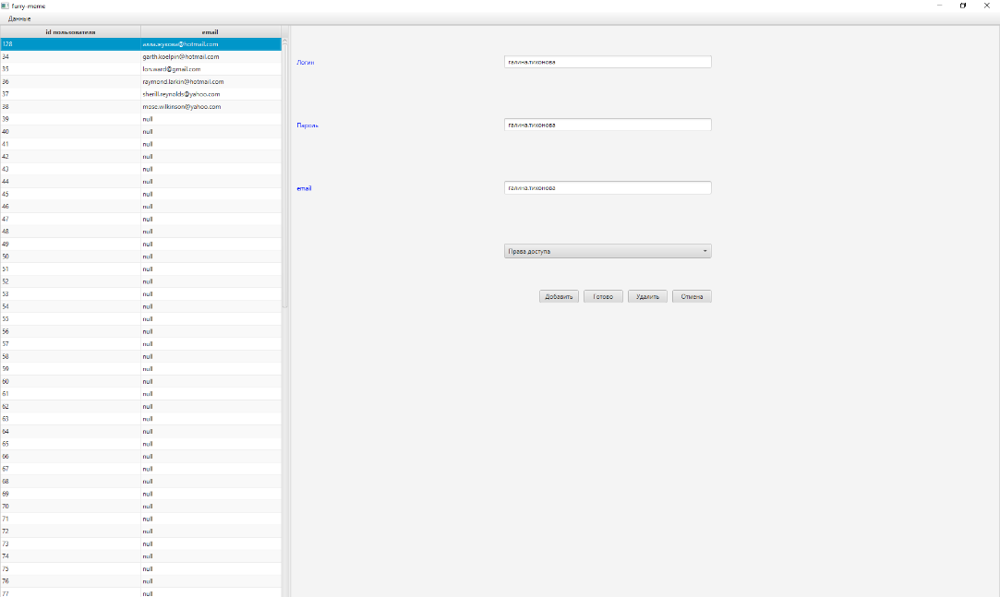 furry-meme
Данные
id пользователя email
128 алла.жукова@hotmail.com
34 garth.koelpin@hotmail.com
35 lon.ward@gmail.com
36 raymond.larkin@hotmail.com
37 sherill.reynolds@yahoo.com
38 mose.wilkinson@yahoo.com
39 null
40 null
41 null
42 null
43 null
44 null
45 null
46 null
47 null
48 null
49 null
50 null
51 null
52 null
53 null
54 null
55 null
56 null
57 null
58 null
59 null
60 null
61 null
62 null
63 null
64 null
65 null
66 null
67 null
68 null
69 null
70 null
71 null
72 null
73 null
74 null
75 null
76 null
77 null
Логин галина.тихонова
Пароль галина.тихонова
email галина.тихонова
Права доступа
Добавить Готово Удалить Отмена